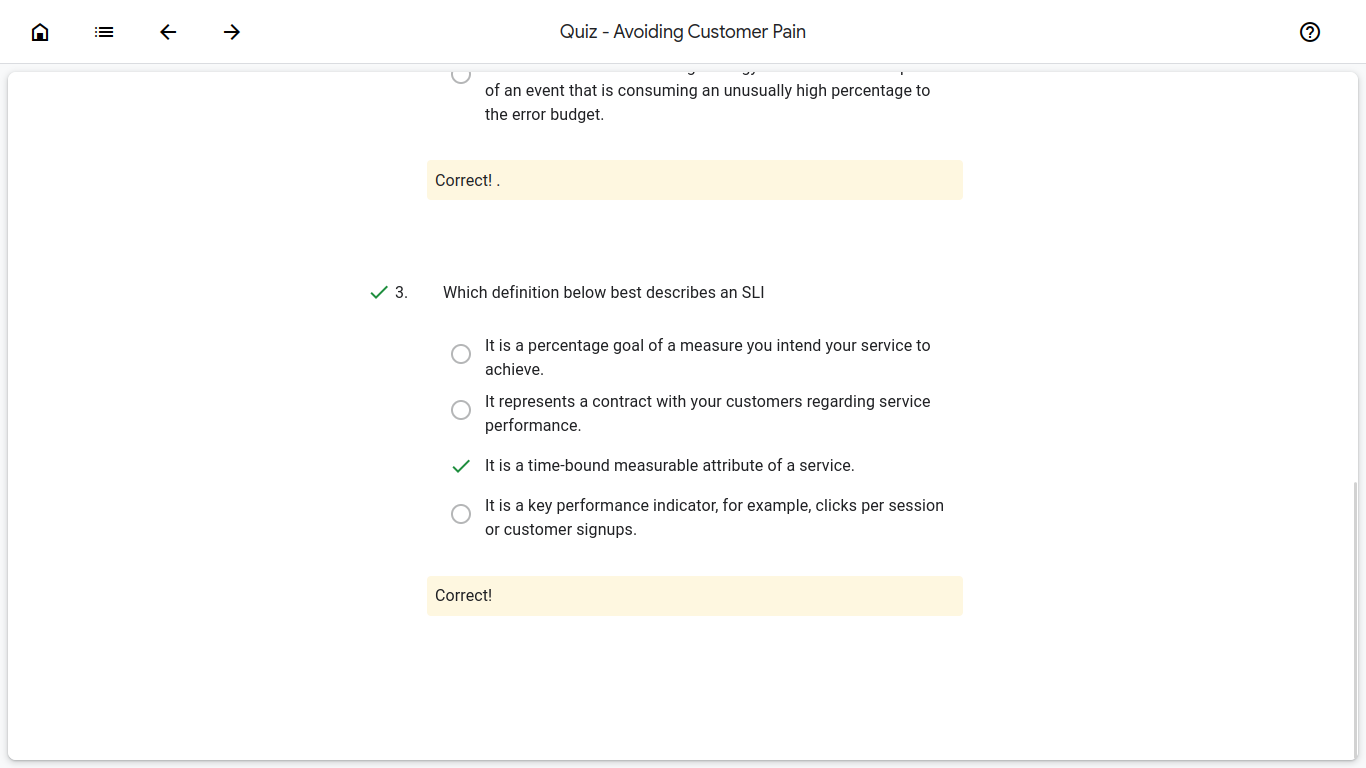 Quiz - Avoiding Customer Pain
of an event that is consuming an unusually high percentage to
the error budget.
Correct! .
3. Which definition below best describes an SLI
It is a percentage goal of a measure you intend your service to
achieve.
It represents a contract with your customers regarding service
performance.
It is a time-bound measurable attribute of a service.
It is a key performance indicator, for example, clicks per session
or customer signups.
Correct!